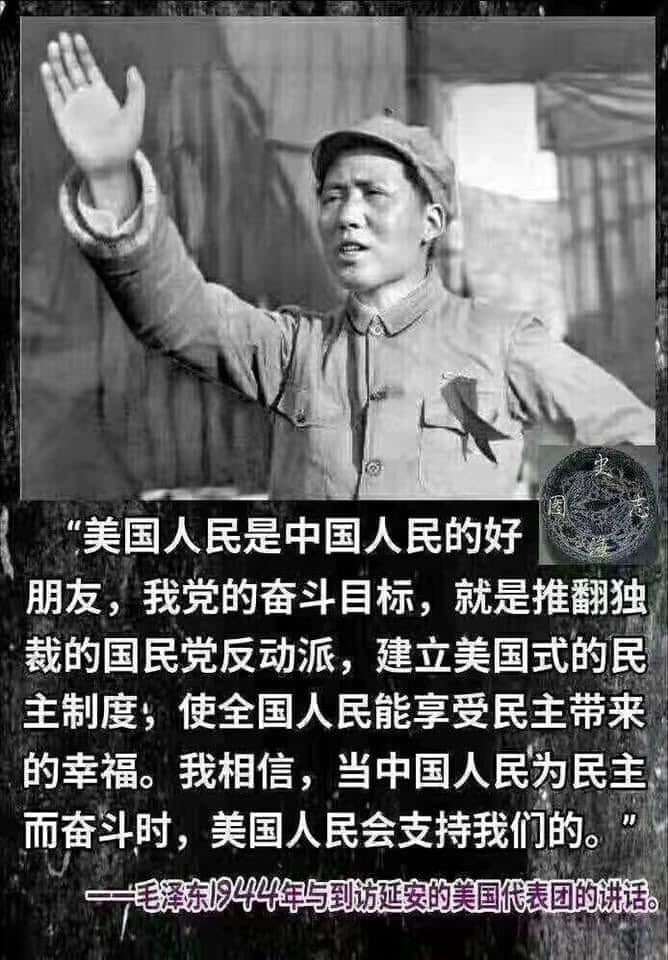 史
國 志
海
“美国人民是中国人民的好
朋友，我党的奋斗目标，就是推翻独
裁的国民党反动派，建立美国式的民
主制度；使全国人民能享受民主带来
的幸福。我相信，当中国人民为民主
而奋斗时，美国人民会支持我们的。”
——毛泽东1944年与到访延安的美国代表团的讲话。